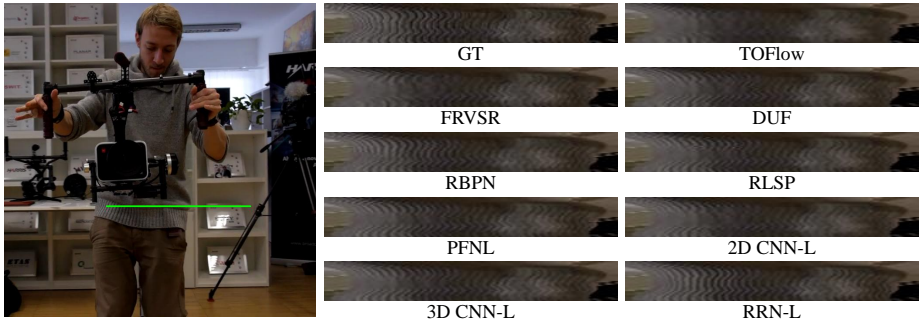 GT
TOFlow
FRVSR
DUF
RBPN
RLSP
PFNL
2D CNN-L
3D CNN-L
RRN-L